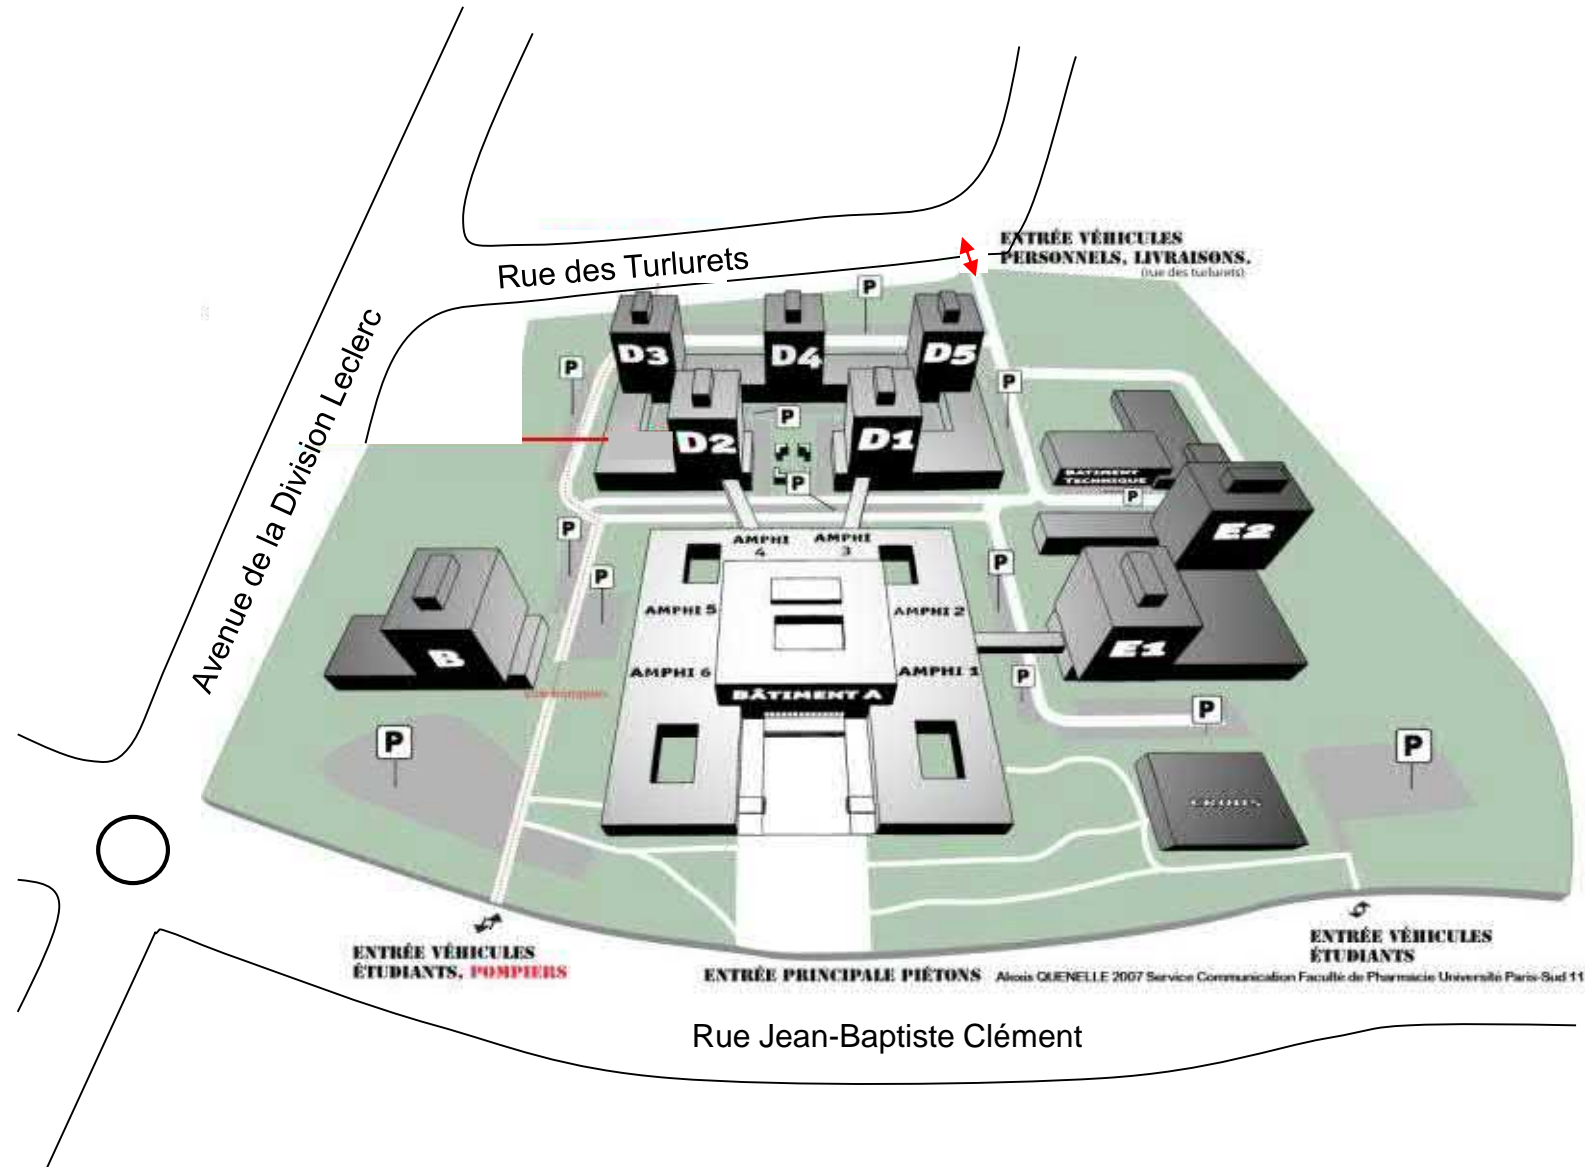 Rue des Turlurets
ENTRÉE VÉHICULES
PERSONNELS, LIVRAISONS.
(rue des turlurets)
Avenue de la Division Leclerc
P
D3
D4
D5
P
P
D2
P
D1
P
BÂTIMENT
TECHNIQUE
P
P
E2
AMPHI
4
AMPHI
3
P
P
AMPHI 5
AMPHI 2
B
E1
AMPHI 6
AMPHI 1
P
BÂTIMENT A
P
P
P
CROUS
ENTRÉE VÉHICULES
ÉTUDIANTS, POMPIERS
ENTRÉE PRINCIPALE PIÉTONS
ENTRÉE VÉHICULES
ÉTUDIANTS
Alexis QUENELLE 2007 Service Communication Faculté de Pharmacie Université Paris-Sud 11
Rue Jean-Baptiste Clément